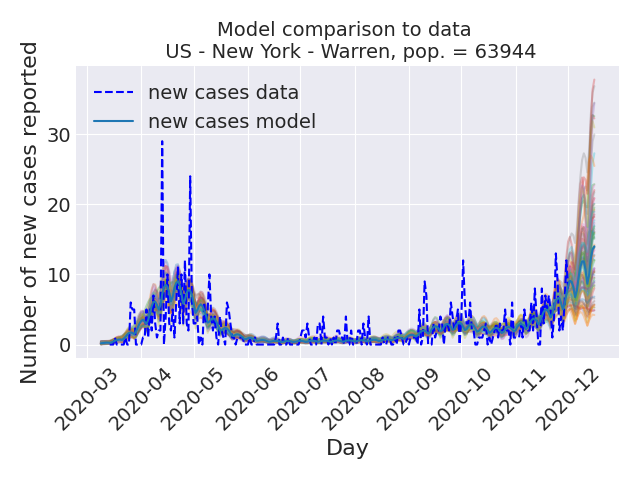 Model comparison to data
US - New York - Warren, pop. = 63944
Number of new cases reported
new cases data
new cases model
30
20
10
0
2020-03
2020-04
2020-05
2020-06
2020-07
2020-08
2020-09
2020-10
2020-11
2020-12
Day